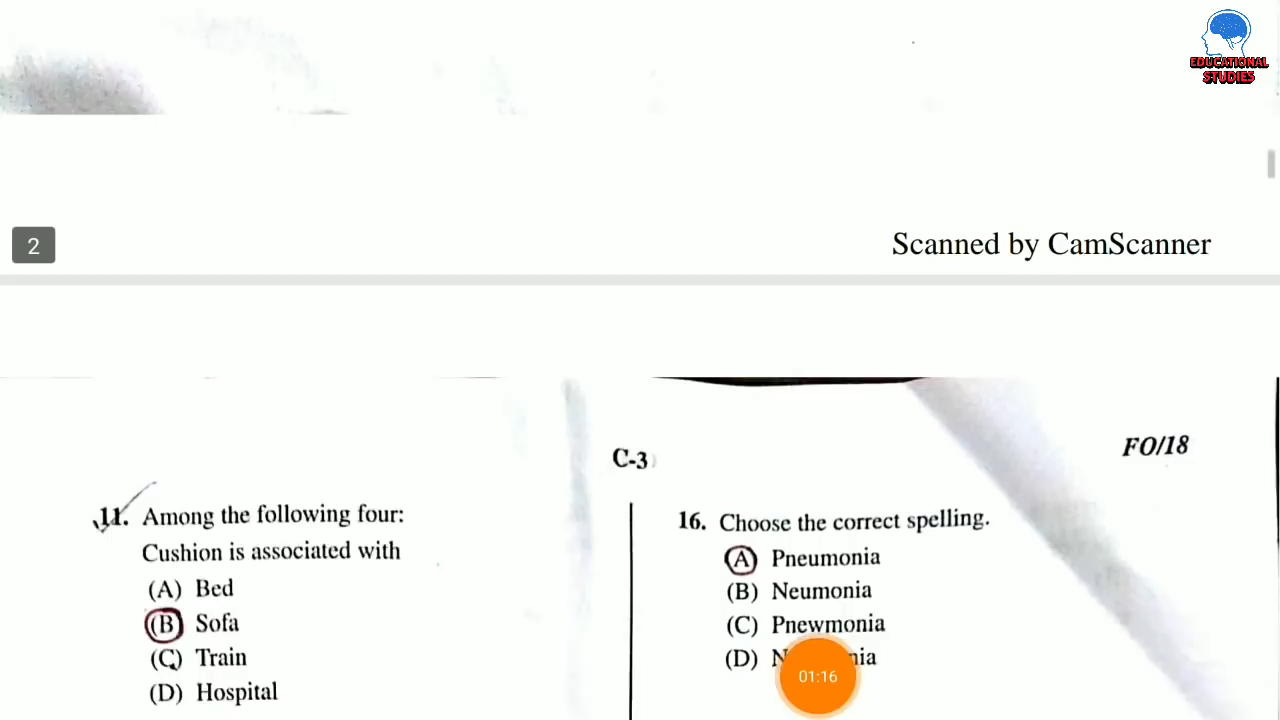 EDUCATIONAL
STUDIES
2
Scanned by CamScanner
C-3
FO/18
11. Among the following four:
Cushion is associated with
(A) Bed
(B) Sofa
(C) Train
(D) Hospital
16. Choose the correct spelling.
(A) Pneumonia
(B) Neumonia
(C) Pnewmonia
(D)
01:16